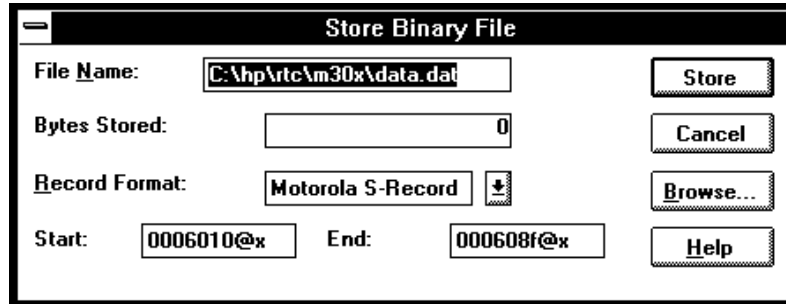 Store Binary File
File Name: C:\hp\rtc\m30x\data.dat Store
Bytes Stored: 0 Cancel
Record Format: Motorola S-Record Browse...
Start: 0006010@x End: 000608f@x Help